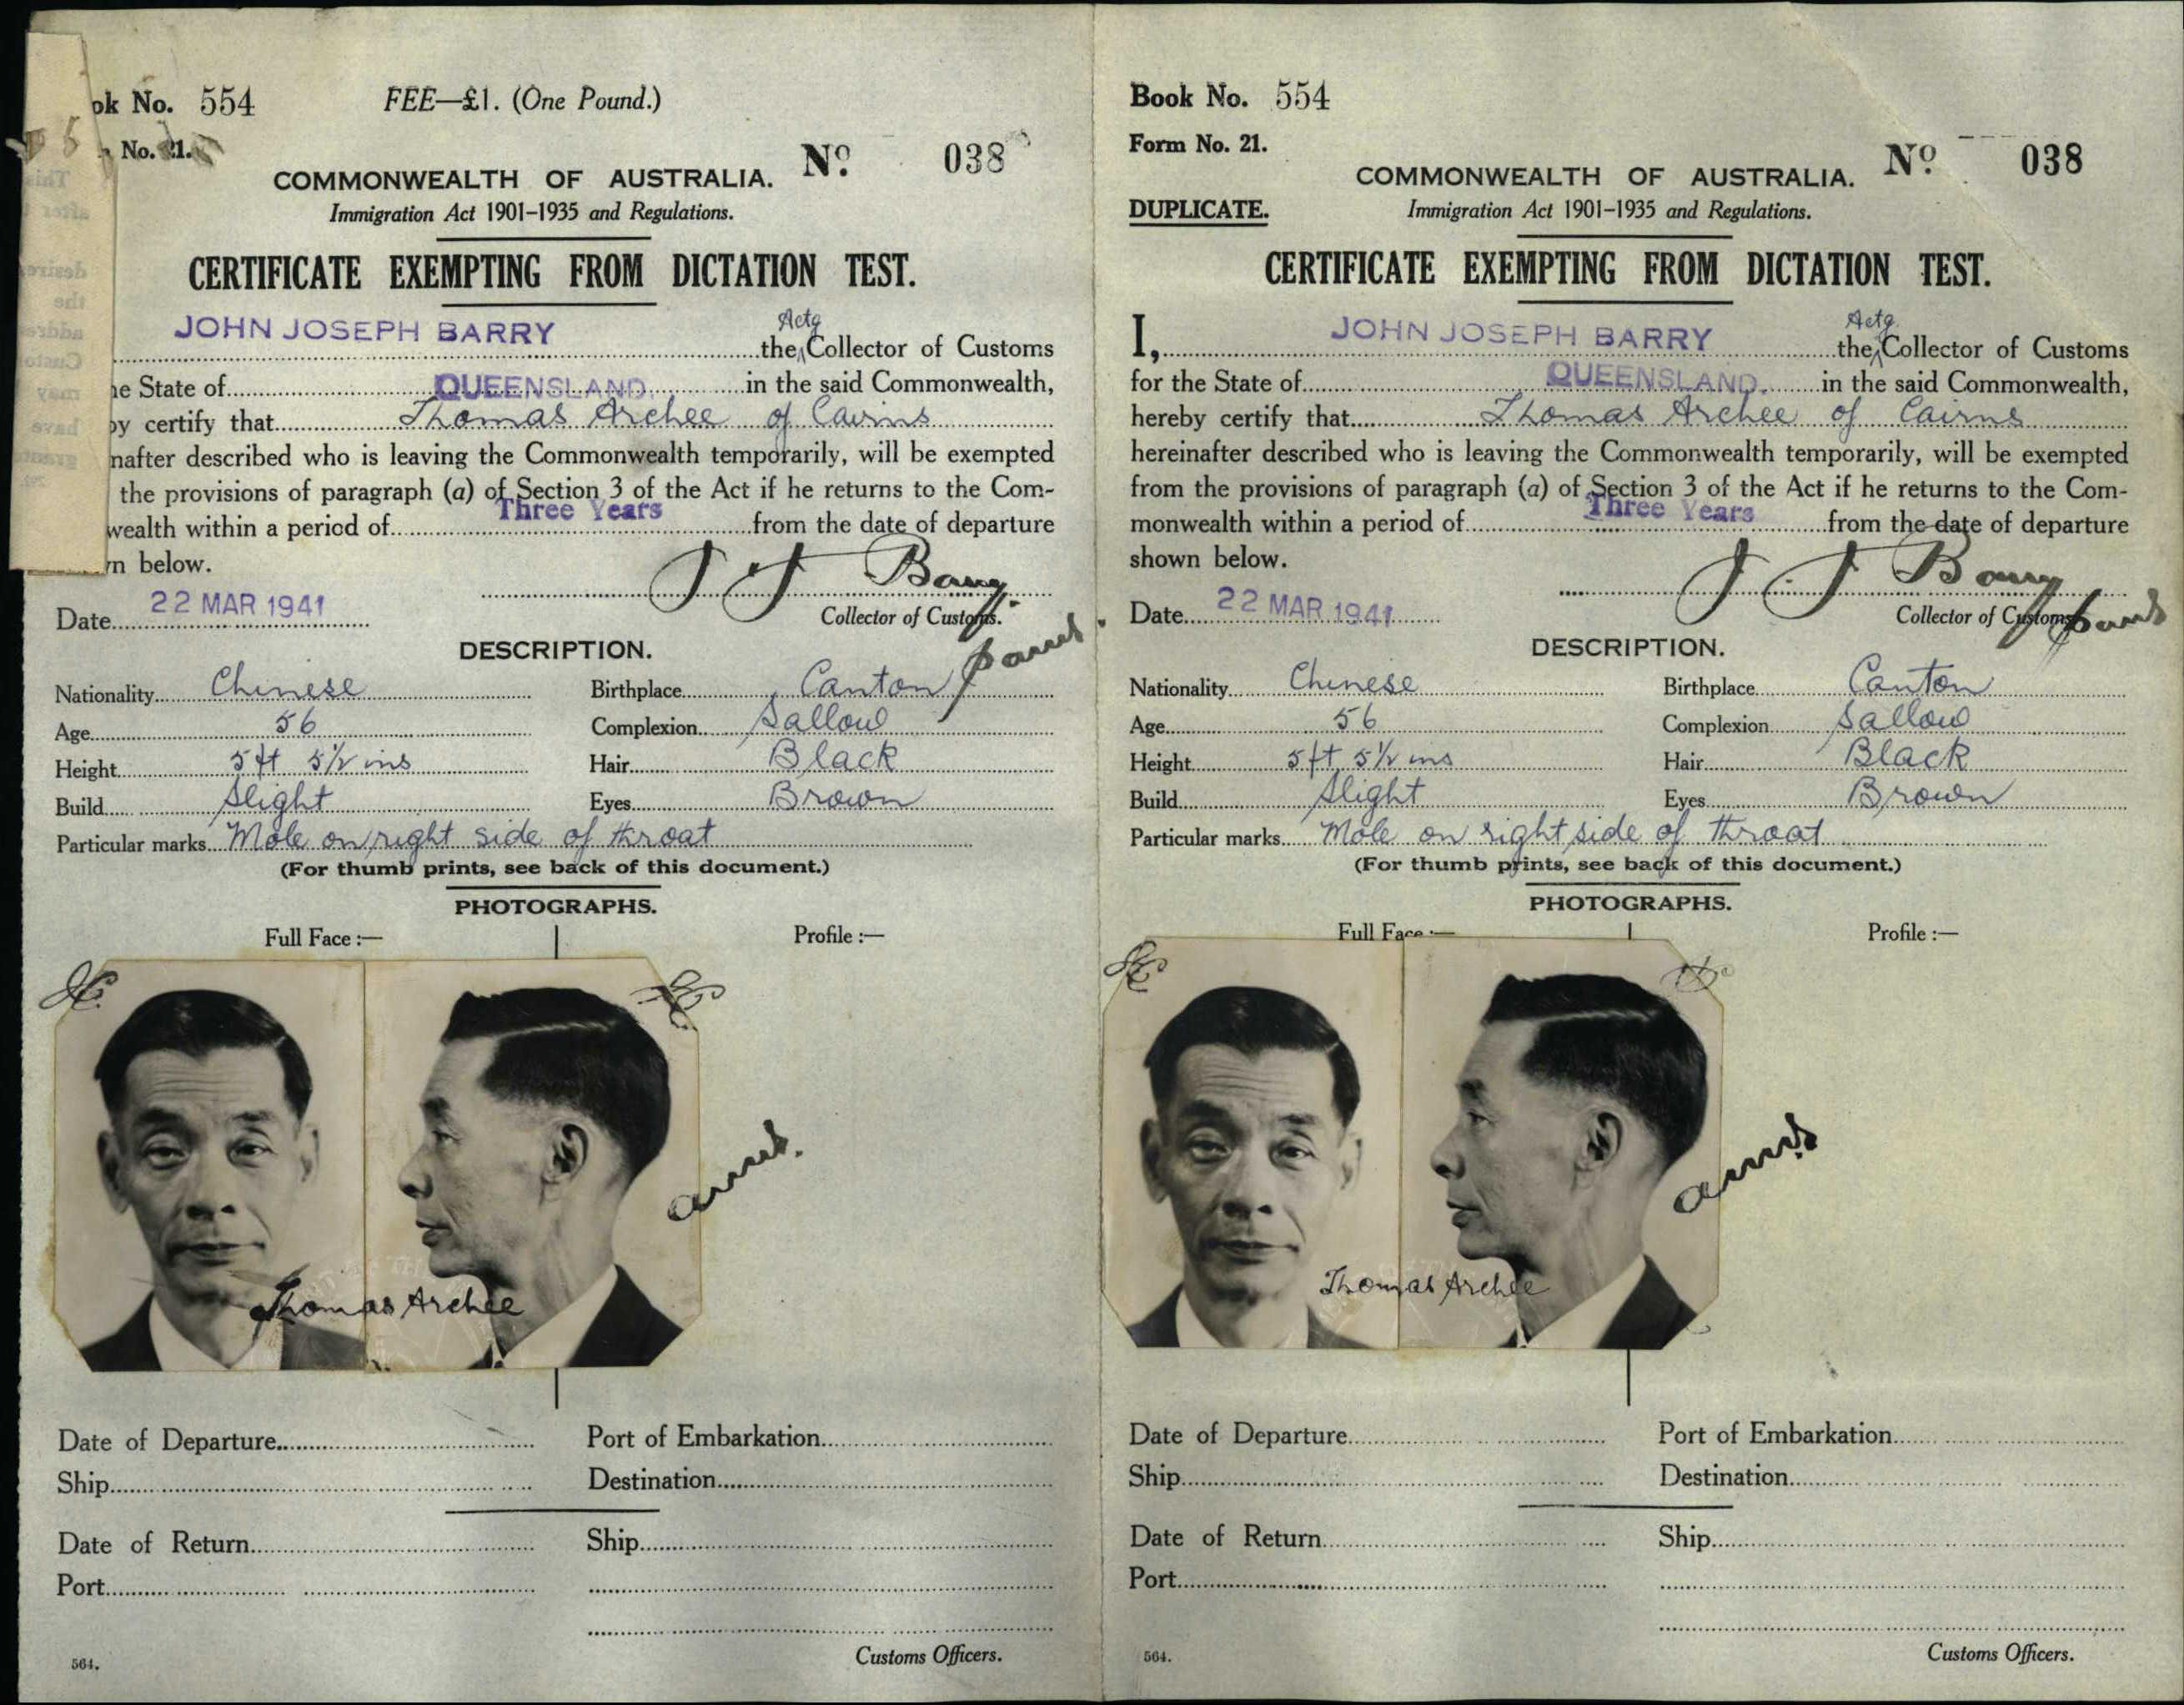 ok No. 554
FEE—£1. (One Pound.)
No. 21.
No. 038
COMMONWEALTH OF AUSTRALIA.
Immigration Act 1901–1935 and Regulations.
CERTIFICATE EXEMPTING FROM DICTATION TEST.
JOHN JOSEPH BARRY the Actg Collector of Customs
he State of QUEENSLAND. in the said Commonwealth,
by certify that Thomas Archee of Cairns
nafter described who is leaving the Commonwealth temporarily, will be exempted
the provisions of paragraph (a) of Section 3 of the Act if he returns to the Com-
wealth within a period of Three Years from the date of departure
n below.
J J Barry
Date 22 MAR 1941
Collector of Customs.
DESCRIPTION.
Nationality Chinese Birthplace Canton
Age 56 Complexion Sallow
Height 5ft 5½ ins Hair Black
Build Slight Eyes Brown
Particular marks Mole on right side of throat
(For thumb prints, see back of this document.)
PHOTOGRAPHS.
Full Face :— Profile :—
Thomas Archee
Date of Departure Port of Embarkation
Ship Destination
Date of Return Ship
Port
564. Customs Officers.
Book No. 554
Form No. 21.
No. 038
COMMONWEALTH OF AUSTRALIA.
DUPLICATE. Immigration Act 1901–1935 and Regulations.
CERTIFICATE EXEMPTING FROM DICTATION TEST.
I, JOHN JOSEPH BARRY the Actg Collector of Customs
for the State of QUEENSLAND. in the said Commonwealth,
hereby certify that Thomas Archee of Cairns
hereinafter described who is leaving the Commonwealth temporarily, will be exempted
from the provisions of paragraph (a) of Section 3 of the Act if he returns to the Com-
monwealth within a period of Three Years from the date of departure
shown below.
J J Barry
Date 22 MAR 1941
Collector of Customs
DESCRIPTION.
Nationality Chinese Birthplace Canton
Age 56 Complexion Sallow
Height 5ft 5½ ins Hair Black
Build Slight Eyes Brown
Particular marks Mole on right side of throat
(For thumb prints, see back of this document.)
PHOTOGRAPHS.
Full Face :— Profile :—
Thomas Archee
Date of Departure Port of Embarkation
Ship Destination
Date of Return Ship
Port
564. Customs Officers.